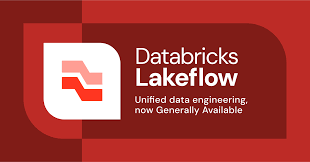 Databricks
Lakeflow
Unified data engineering,
now Generally Available